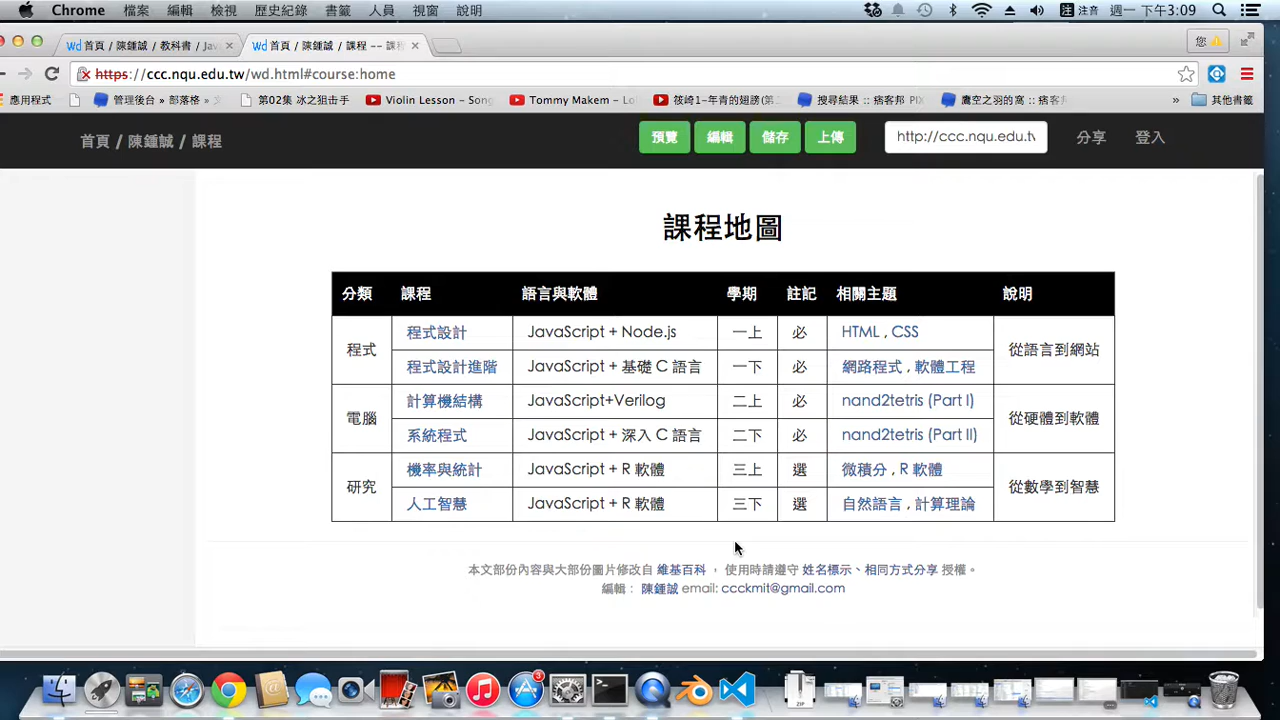 Chrome 檔案 編輯 檢視 歷史紀錄 書籤 人員 視窗 說明 注音 週一 下午3:09
首頁 / 陳鍾誠 / 教科書 / Jav 首頁 / 陳鍾誠 / 課程 -- 課程 您
https://ccc.nqu.edu.tw/wd.html#course:home
應用程式 管理後台 » 部落格 » 第02集 冰之狙击手 Violin Lesson - Song Tommy Makem - Lo 筱崎1-年青的翅膀(第二 搜尋結果 :: 痞客邦 PIX 鷹空之羽的窩 :: 痞客 » 其他書籤
首頁 / 陳鍾誠 / 課程 預覽 編輯 儲存 上傳 http://ccc.nqu.edu.tv 分享 登入
課程地圖
分類 課程 語言與軟體 學期 註記 相關主題 說明
程式 程式設計 JavaScript + Node.js 一上 必 HTML , CSS 從語言到網站
程式設計進階 JavaScript + 基礎 C 語言 一下 必 網路程式 , 軟體工程
電腦 計算機結構 JavaScript+Verilog 二上 必 nand2tetris (Part I) 從硬體到軟體
系統程式 JavaScript + 深入 C 語言 二下 必 nand2tetris (Part II)
研究 機率與統計 JavaScript + R 軟體 三上 選 微積分 , R 軟體 從數學到智慧
人工智慧 JavaScript + R 軟體 三下 選 自然語言 , 計算理論
本文部份內容與大部份圖片修改自 維基百科 ， 使用時請遵守 姓名標示、相同方式分享 授權。
編輯： 陳鍾誠 email: ccckmit@gmail.com
3
ZIP